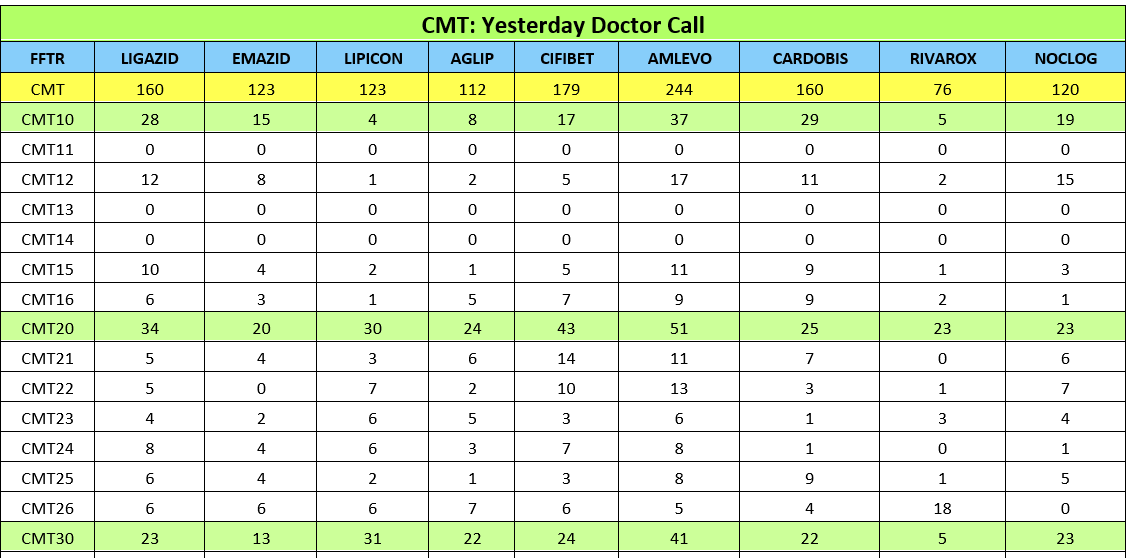 CMT: Yesterday Doctor Call
FFTR LIGAZID EMAZID LIPICON AGLIP CIFIBET AMLEVO CARDOBIS RIVAROX NOCLOG
CMT 160 123 123 112 179 244 160 76 120
CMT10 28 15 4 8 17 37 29 5 19
CMT11 0 0 0 0 0 0 0 0 0
CMT12 12 8 1 2 5 17 11 2 15
CMT13 0 0 0 0 0 0 0 0 0
CMT14 0 0 0 0 0 0 0 0 0
CMT15 10 4 2 1 5 11 9 1 3
CMT16 6 3 1 5 7 9 9 2 1
CMT20 34 20 30 24 43 51 25 23 23
CMT21 5 4 3 6 14 11 7 0 6
CMT22 5 0 7 2 10 13 3 1 7
CMT23 4 2 6 5 3 6 1 3 4
CMT24 8 4 6 3 7 8 1 0 1
CMT25 6 4 2 1 3 8 9 1 5
CMT26 6 6 6 7 6 5 4 18 0
CMT30 23 13 31 22 24 41 22 5 23